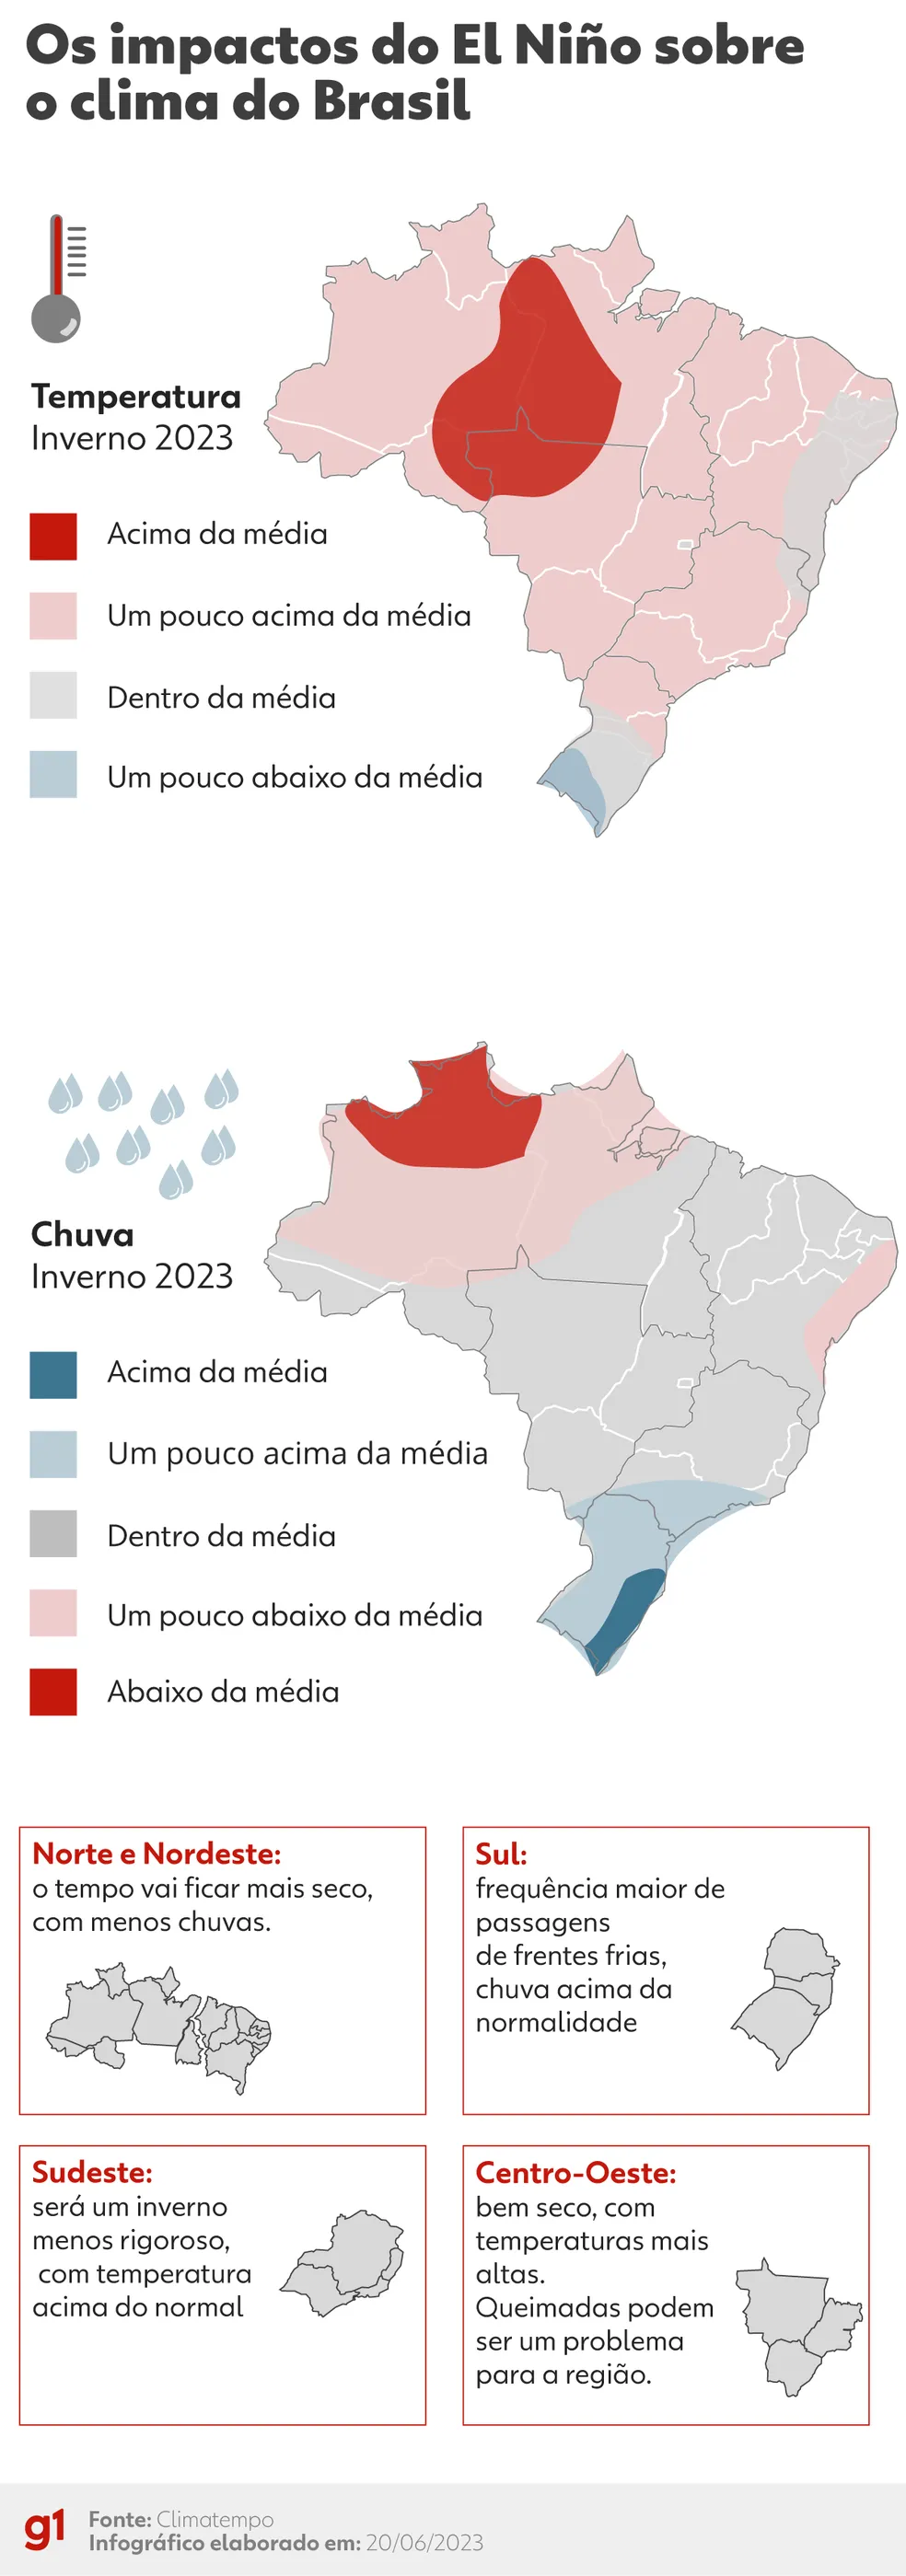 Os impactos do El Niño sobre
o clima do Brasil
Temperatura
Inverno 2023
Acima da média
Um pouco acima da média
Dentro da média
Um pouco abaixo da média
Chuva
Inverno 2023
Acima da média
Um pouco acima da média
Dentro da média
Um pouco abaixo da média
Abaixo da média
Norte e Nordeste:
o tempo vai ficar mais seco,
com menos chuvas.
Sul:
frequência maior de
passagens
de frentes frias,
chuva acima da
normalidade
Sudeste:
será um inverno
menos rigoroso,
com temperatura
acima do normal
Centro-Oeste:
bem seco, com
temperaturas mais
altas.
Queimadas podem
ser um problema
para a região.
g1
Fonte: Climatempo
Infográfico elaborado em: 20/06/2023